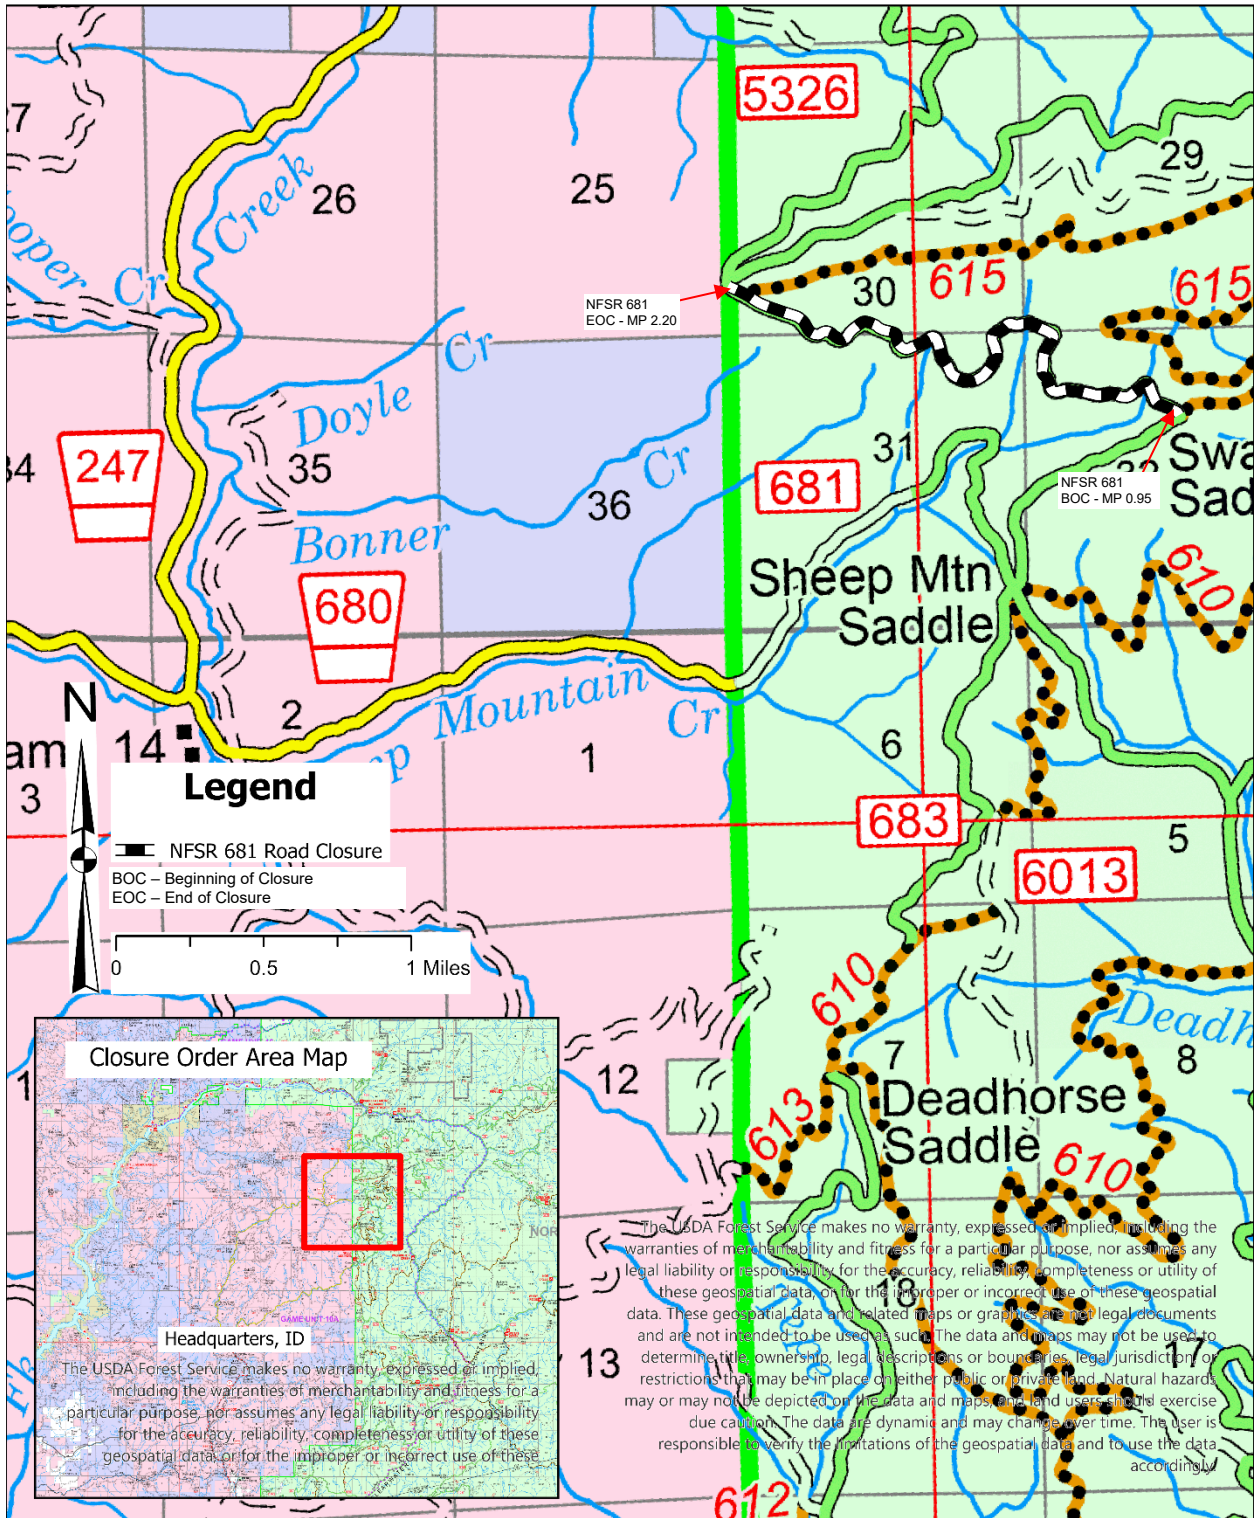 5326
27
26
25
29
Creek
ooper
Cr
615
30
615
NFSR 681
EOC - MP 2.20
Doyle
Cr
34
247
35
36
Cr
31
681
Swa
Sad
NFSR 681
BOC - MP 0.95
Bonner
680
Sheep Mtn
Saddle
610
N
2
Mountain
Cr
am
14
3
1
6
5
683
6013
Legend
NFSR 681 Road Closure
BOC – Beginning of Closure
EOC – End of Closure
0
0.5
1 Miles
610
Deadh
7
8
12
1
Deadhorse
Saddle
613
610
Closure Order Area Map
NOR
GAME UNIT 10A
Headquarters, ID
The USDA Forest Service makes no warranty, expressed or implied,
including the warranties of merchantability and fitness for a
particular purpose, nor assumes any legal liability or responsibility
for the accuracy, reliability, completeness or utility of these
geospatial data, or for the improper or incorrect use of these
13
18
17
The USDA Forest Service makes no warranty, expressed or implied, including the
warranties of merchantability and fitness for a particular purpose, nor assumes any
legal liability or responsibility for the accuracy, reliability, completeness or utility of
these geospatial data, or for the improper or incorrect use of these geospatial
data. These geospatial data and related maps or graphics are not legal documents
and are not intended to be used as such. The data and maps may not be used to
determine title, ownership, legal descriptions or boundaries, legal jurisdiction, or
restrictions that may be in place on either public or private land. Natural hazards
may or may not be depicted on the data and maps, and land users should exercise
due caution. The data are dynamic and may change over time. The user is
responsible to verify the limitations of the geospatial data and to use the data
accordingly.
612